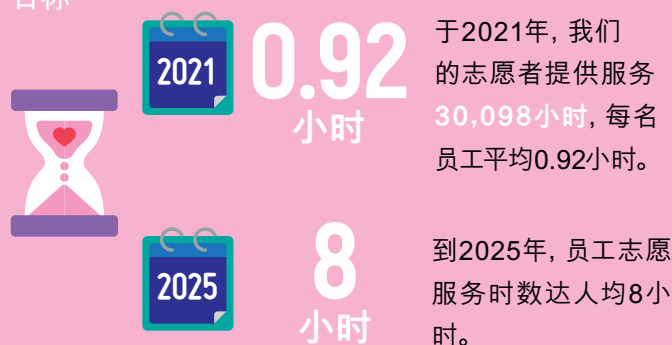 目标
2021
0.92
小时
于2021年, 我们
的志愿者提供服务
30,098小时, 每名
员工平均0.92小时。
2025
8
小时
到2025年, 员工志愿
服务时数达人均8小
时。